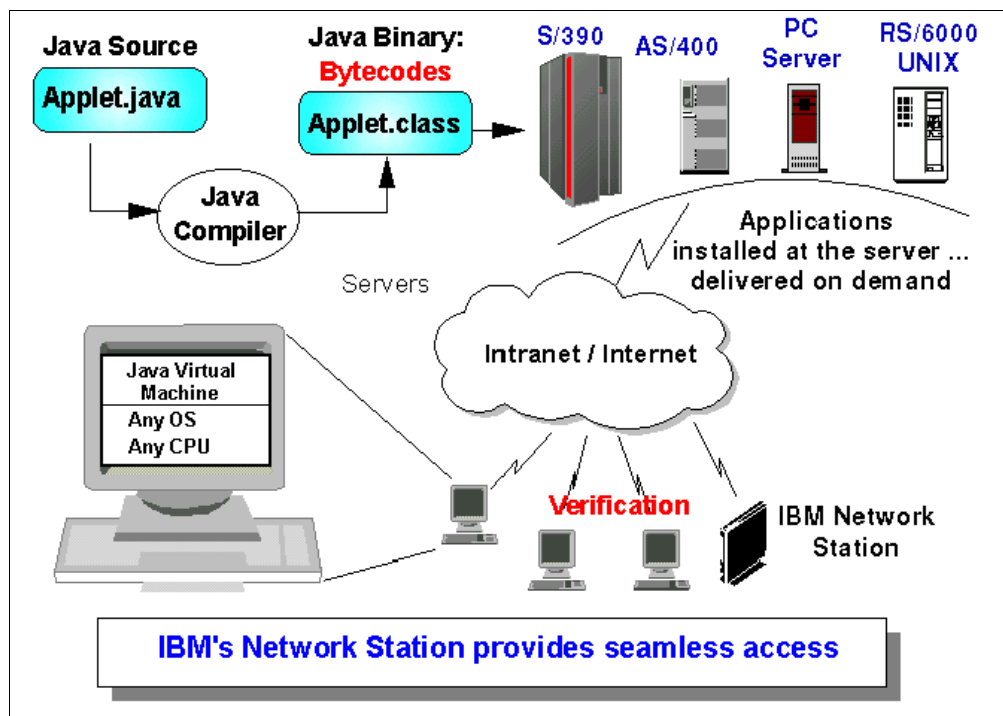 Java Source
Applet.java
Java Compiler
Java Binary:
Bytecodes
Applet.class
S/390
AS/400
PC
Server
RS/6000
UNIX
Applications
installed at the server ...
delivered on demand
Servers
Intranet / Internet
Java Virtual
Machine
Any OS
Any CPU
Verification
IBM Network
Station
IBM's Network Station provides seamless access